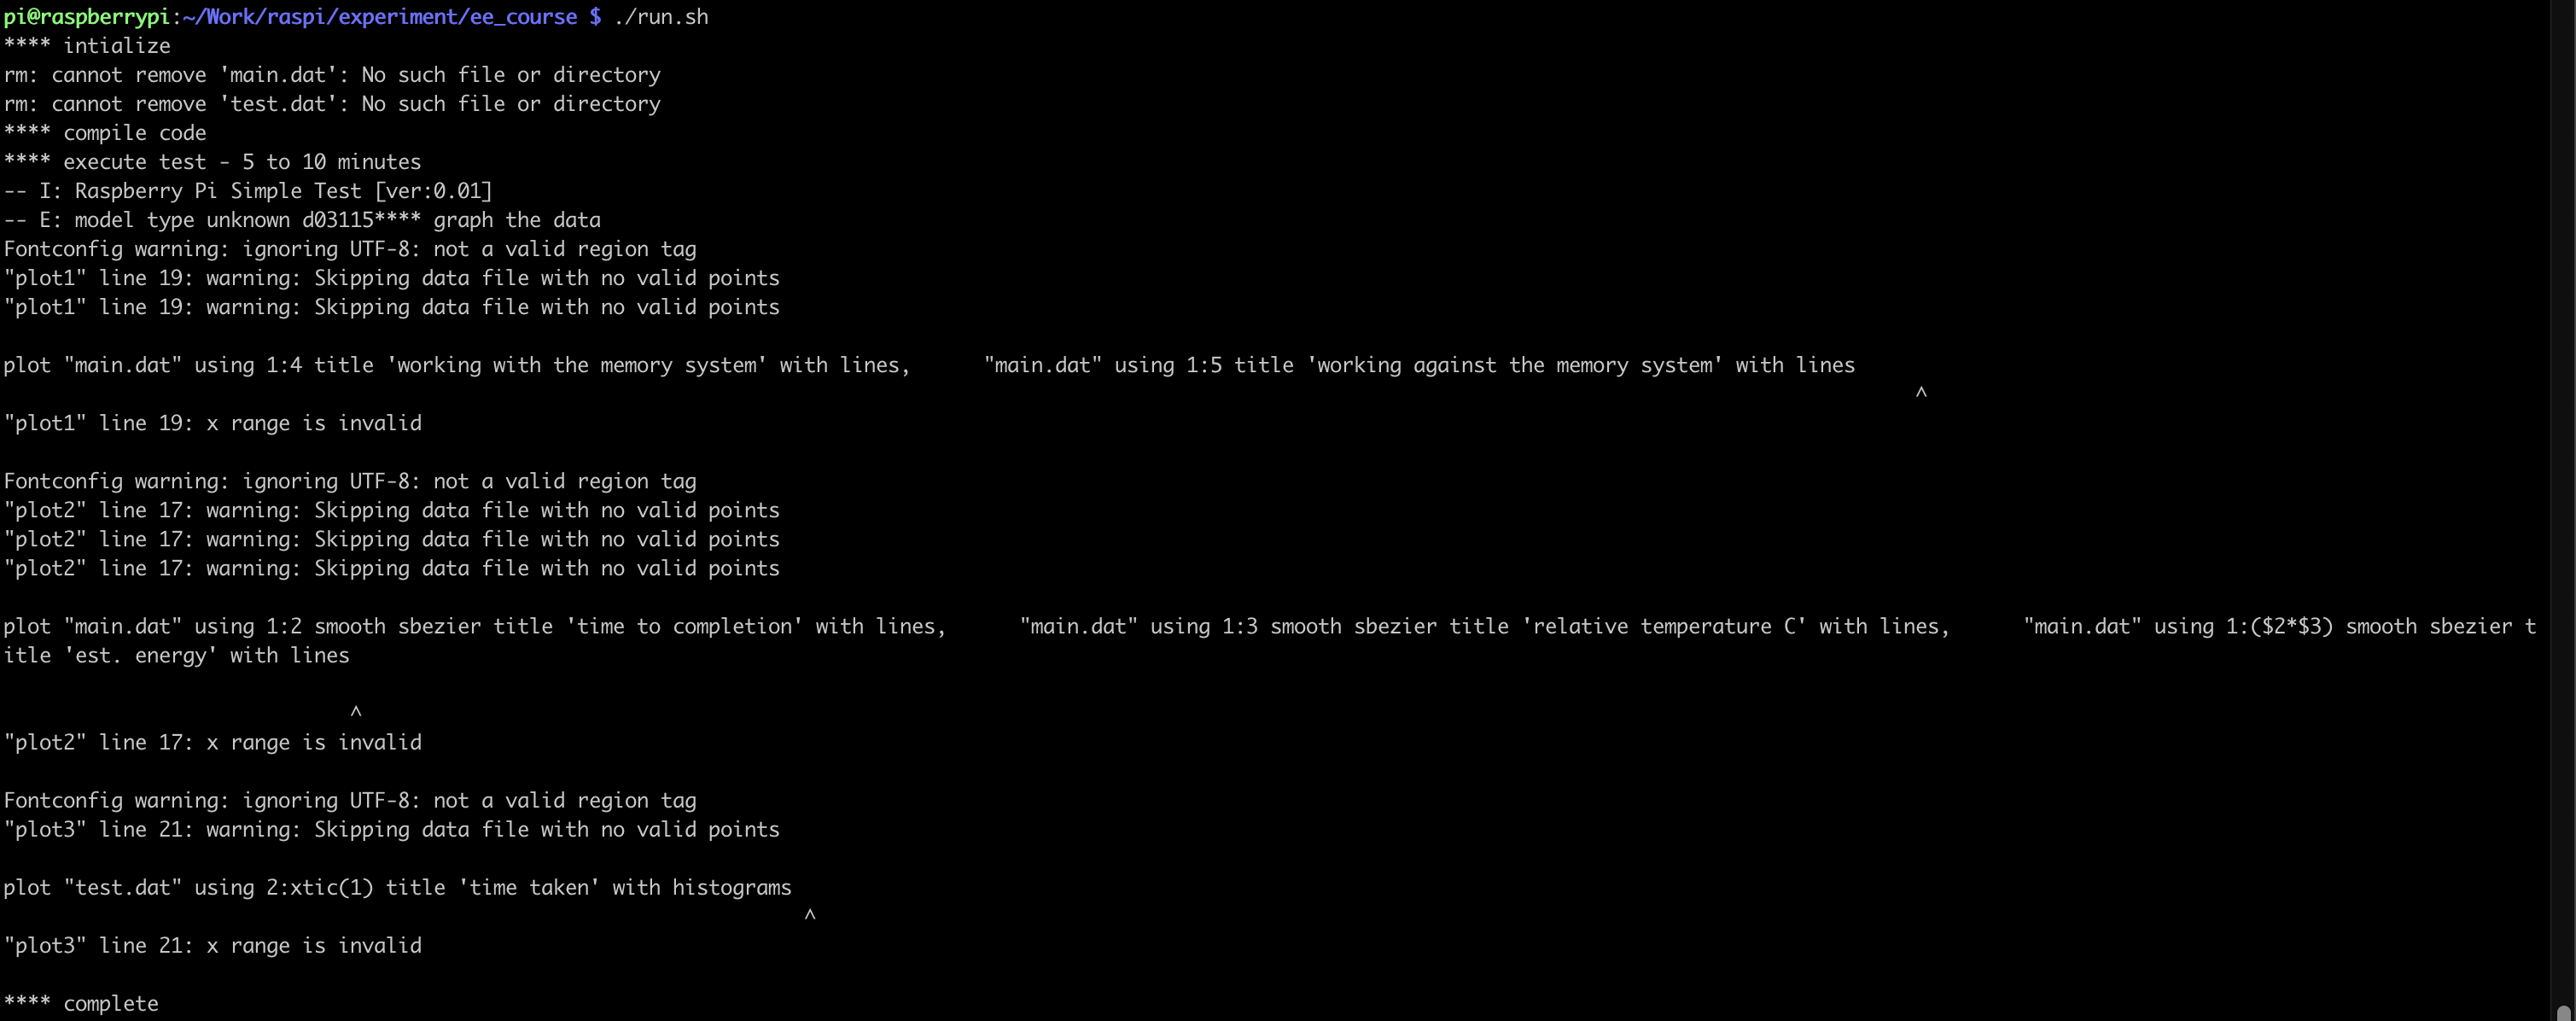 pi@raspberrypi:~/Work/raspi/experiment/ee_course $ ./run.sh
**** intialize
rm: cannot remove 'main.dat': No such file or directory
rm: cannot remove 'test.dat': No such file or directory
**** compile code
**** execute test - 5 to 10 minutes
-- I: Raspberry Pi Simple Test [ver:0.01]
-- E: model type unknown d03115**** graph the data
Fontconfig warning: ignoring UTF-8: not a valid region tag
"plot1" line 19: warning: Skipping data file with no valid points
"plot1" line 19: warning: Skipping data file with no valid points
plot "main.dat" using 1:4 title 'working with the memory system' with lines,      "main.dat" using 1:5 title 'working against the memory system' with lines
^
"plot1" line 19: x range is invalid
Fontconfig warning: ignoring UTF-8: not a valid region tag
"plot2" line 17: warning: Skipping data file with no valid points
"plot2" line 17: warning: Skipping data file with no valid points
"plot2" line 17: warning: Skipping data file with no valid points
plot "main.dat" using 1:2 smooth sbezier title 'time to completion' with lines,      "main.dat" using 1:3 smooth sbezier title 'relative temperature C' with lines,      "main.dat" using 1:($2*$3) smooth sbezier t
itle 'est. energy' with lines
^
"plot2" line 17: x range is invalid
Fontconfig warning: ignoring UTF-8: not a valid region tag
"plot3" line 21: warning: Skipping data file with no valid points
plot "test.dat" using 2:xtic(1) title 'time taken' with histograms
^
"plot3" line 21: x range is invalid
**** complete